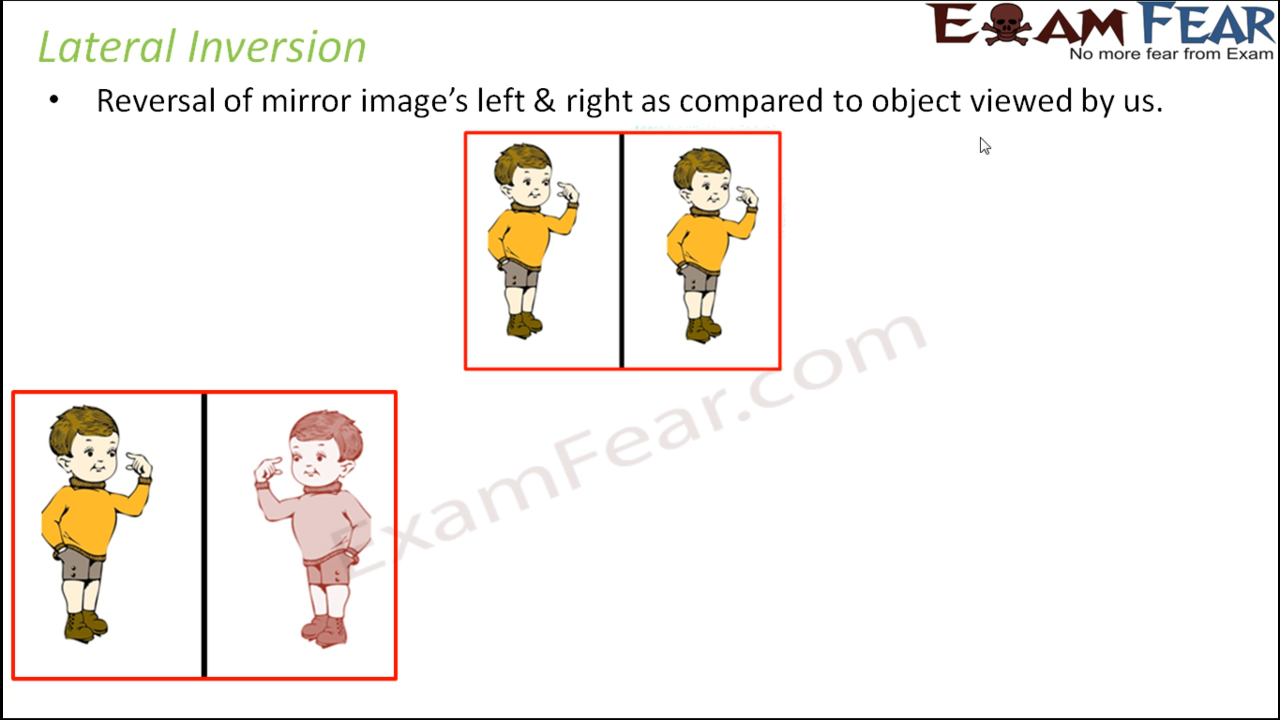 Lateral Inversion
EXAM FEAR
No more fear from Exam
• Reversal of mirror image's left & right as compared to object viewed by us.
ExamFear.com